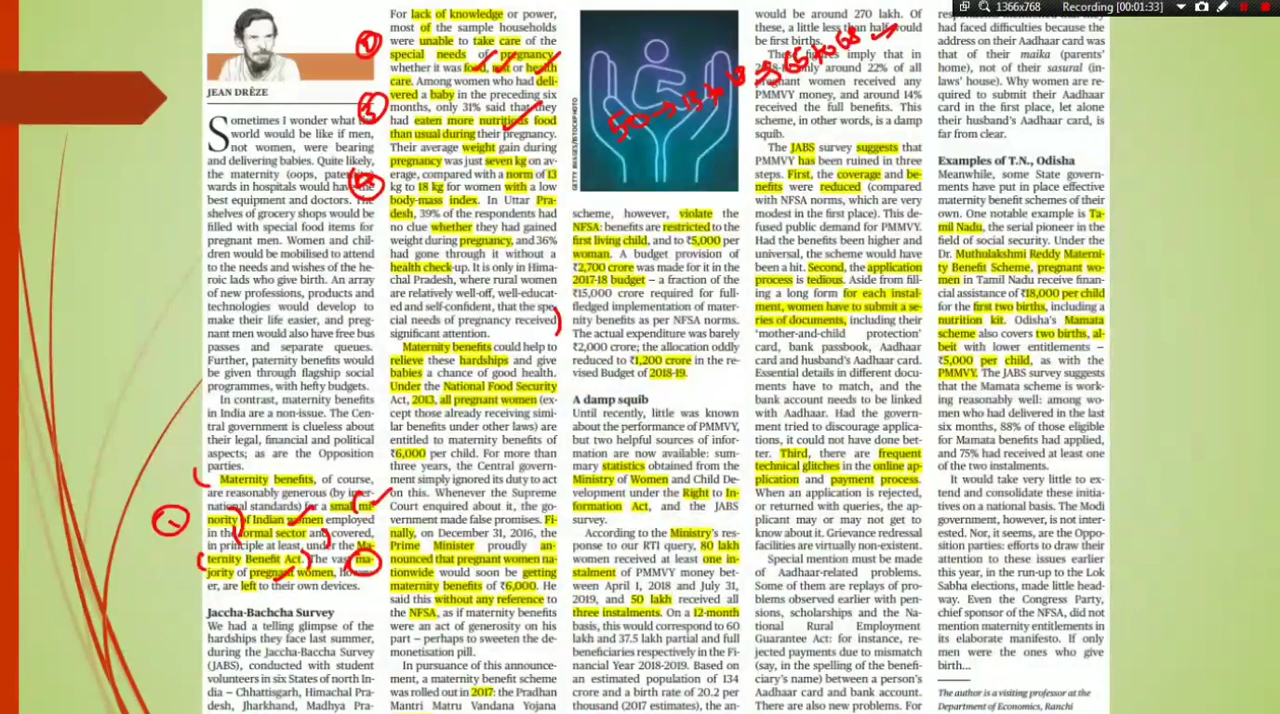 1366x768
Recording [00:01:33]
JEAN DRÈZE
Sometimes I wonder what the
world would be like if men,
not women, were bearing
and delivering babies. Quite likely,
the maternity (oops, paternity)
wards in hospitals would have the
best equipment and doctors. The
shelves of grocery shops would be
filled with special food items for
pregnant men. Women and chil-
dren would be mobilised to attend
to the needs and wishes of the he-
roic lads who give birth. An array
of new professions, products and
technologies would develop to
make their life easier, and preg-
nant men would also have free bus
passes and separate queues.
Further, paternity benefits would
be given through flagship social
programmes, with hefty budgets.
In contrast, maternity benefits
in India are a non-issue. The Cen-
tral government is clueless about
their legal, financial and political
aspects; as are the Opposition
parties.
Maternity benefits, of course,
are reasonably generous (by inter-
national standards) for a small mi-
nority of Indian women employed
in the formal sector and covered,
in principle at least, under the Ma-
ternity Benefit Act. The vast ma-
jority of pregnant women, howev-
er, are left to their own devices.
Jaccha-Bachcha Survey
We had a telling glimpse of the
hardships they face last summer,
during the Jaccha-Baccha Survey
(JABS), conducted with student
volunteers in six States of north In-
dia – Chhattisgarh, Himachal Pra-
desh, Jharkhand, Madhya Pra-
For lack of knowledge or power,
most of the sample households
were unable to take care of the
special needs of pregnancy
whether it was food, rest or health
care. Among women who had deli-
vered a baby in the preceding six
months, only 31% said that they
had eaten more nutritious food
than usual during their pregnancy.
Their average weight gain during
pregnancy was just seven kg on av-
erage, compared with a norm of 13
kg to 18 kg for women with a low
body-mass index. In Uttar Pra-
desh, 39% of the respondents had
no clue whether they had gained
weight during pregnancy, and 36%
had gone through it without a
health check-up. It is only in Hima-
chal Pradesh, where rural women
are relatively well-off, well-educat-
ed and self-confident, that the spe-
cial needs of pregnancy received
significant attention.
Maternity benefits could help to
relieve these hardships and give
babies a chance of good health.
Under the National Food Security
Act, 2013, all pregnant women (ex-
cept those already receiving simi-
lar benefits under other laws) are
entitled to maternity benefits of
₹6,000 per child. For more than
three years, the Central govern-
ment simply ignored its duty to act
on this. Whenever the Supreme
Court enquired about it, the go-
vernment made false promises. Fi-
nally, on December 31, 2016, the
Prime Minister proudly an-
nounced that pregnant women na-
tionwide would soon be getting
maternity benefits of ₹6,000. He
said this without any reference to
the NFSA, as if maternity benefits
were an act of generosity on his
part – perhaps to sweeten the de-
monetisation pill.
In pursuance of this announce-
ment, a maternity benefit scheme
was rolled out in 2017: the Pradhan
Mantri Matru Vandana Yojana
GETTY IMAGES/ISTOCKPHOTO
scheme, however, violate the
NFSA: benefits are restricted to the
first living child, and to ₹5,000 per
woman. A budget provision of
₹2,700 crore was made for it in the
2017-18 budget – a fraction of the
₹15,000 crore required for full-
fledged implementation of mater-
nity benefits as per NFSA norms.
The actual expenditure was barely
₹2,000 crore; the allocation oddly
reduced to ₹1,200 crore in the re-
vised Budget of 2018-19.
A damp squib
Until recently, little was known
about the performance of PMMVY,
but two helpful sources of infor-
mation are now available: sum-
mary statistics obtained from the
Ministry of Women and Child De-
velopment under the Right to In-
formation Act, and the JABS
survey.
According to the Ministry's re-
sponse to our RTI query, 80 lakh
women received at least one in-
stalment of PMMVY money bet-
ween April 1, 2018 and July 31,
2019, and 50 lakh received all
three instalments. On a 12-month
basis, this would correspond to 60
lakh and 37.5 lakh partial and full
beneficiaries respectively in the Fi-
nancial Year 2018-2019. Based on
an estimated population of 134
crore and a birth rate of 20.2 per
thousand (2017 estimates), the an-
would be around 270 lakh. Of
these, a little less than half would
be first births.
These figures imply that in
only around 22% of all
pregnant women received any
PMMVY money, and around 14%
received the full benefits. This
scheme, in other words, is a damp
squib.
The JABS survey suggests that
PMMVY has been ruined in three
steps. First, the coverage and be-
nefits were reduced (compared
with NFSA norms, which are very
modest in the first place). This de-
fused public demand for PMMVY.
Had the benefits been higher and
universal, the scheme would have
been a hit. Second, the application
process is tedious. Aside from fill-
ing a long form for each instal-
ment, women have to submit a se-
ries of documents, including their
'mother-and-child protection'
card, bank passbook, Aadhaar
card and husband's Aadhaar card.
Essential details in different docu-
ments have to match, and the
bank account needs to be linked
with Aadhaar. Had the govern-
ment tried to discourage applica-
tions, it could not have done bet-
ter. Third, there are frequent
technical glitches in the online ap-
plication and payment process.
When an application is rejected,
or returned with queries, the ap-
plicant may or may not get to
know about it. Grievance redressal
facilities are virtually non-existent.
Special mention must be made
of Aadhaar-related problems.
Some of them are replays of pro-
blems observed earlier with pen-
sions, scholarships and the Na-
tional Rural Employment
Guarantee Act: for instance, re-
jected payments due to mismatch
(say, in the spelling of the benefi-
ciary's name) between a person's
Aadhaar card and bank account.
There are also new problems. For
had faced difficulties because the
address on their Aadhaar card was
that of their maika (parents'
home), not of their sasural (in-
laws' house). Why women are re-
quired to submit their Aadhaar
card in the first place, let alone
their husband's Aadhaar card, is
far from clear.
Examples of T.N., Odisha
Meanwhile, some State govern-
ments have put in place effective
maternity benefit schemes of their
own. One notable example is Ta-
mil Nadu, the serial pioneer in the
field of social security. Under the
Dr. Muthulakshmi Reddy Materni-
ty Benefit Scheme, pregnant wo-
men in Tamil Nadu receive finan-
cial assistance of ₹18,000 per child
for the first two births, including a
nutrition kit. Odisha's Mamata
scheme also covers two births, al-
beit with lower entitlements –
₹5,000 per child, as with the
PMMVY. The JABS survey suggests
that the Mamata scheme is work-
ing reasonably well: among wo-
men who had delivered in the last
six months, 88% of those eligible
for Mamata benefits had applied,
and 75% had received at least one
of the two instalments.
It would take very little to ex-
tend and consolidate these initia-
tives on a national basis. The Modi
government, however, is not inter-
ested. Nor, it seems, are the Oppo-
sition parties: efforts to draw their
attention to these issues earlier
this year, in the run-up to the Lok
Sabha elections, made little head-
way. Even the Congress Party,
chief sponsor of the NFSA, did not
mention maternity entitlements in
its elaborate manifesto. If only
men were the ones who give
birth...
The author is a visiting professor at the
Department of Economics, Ranchi